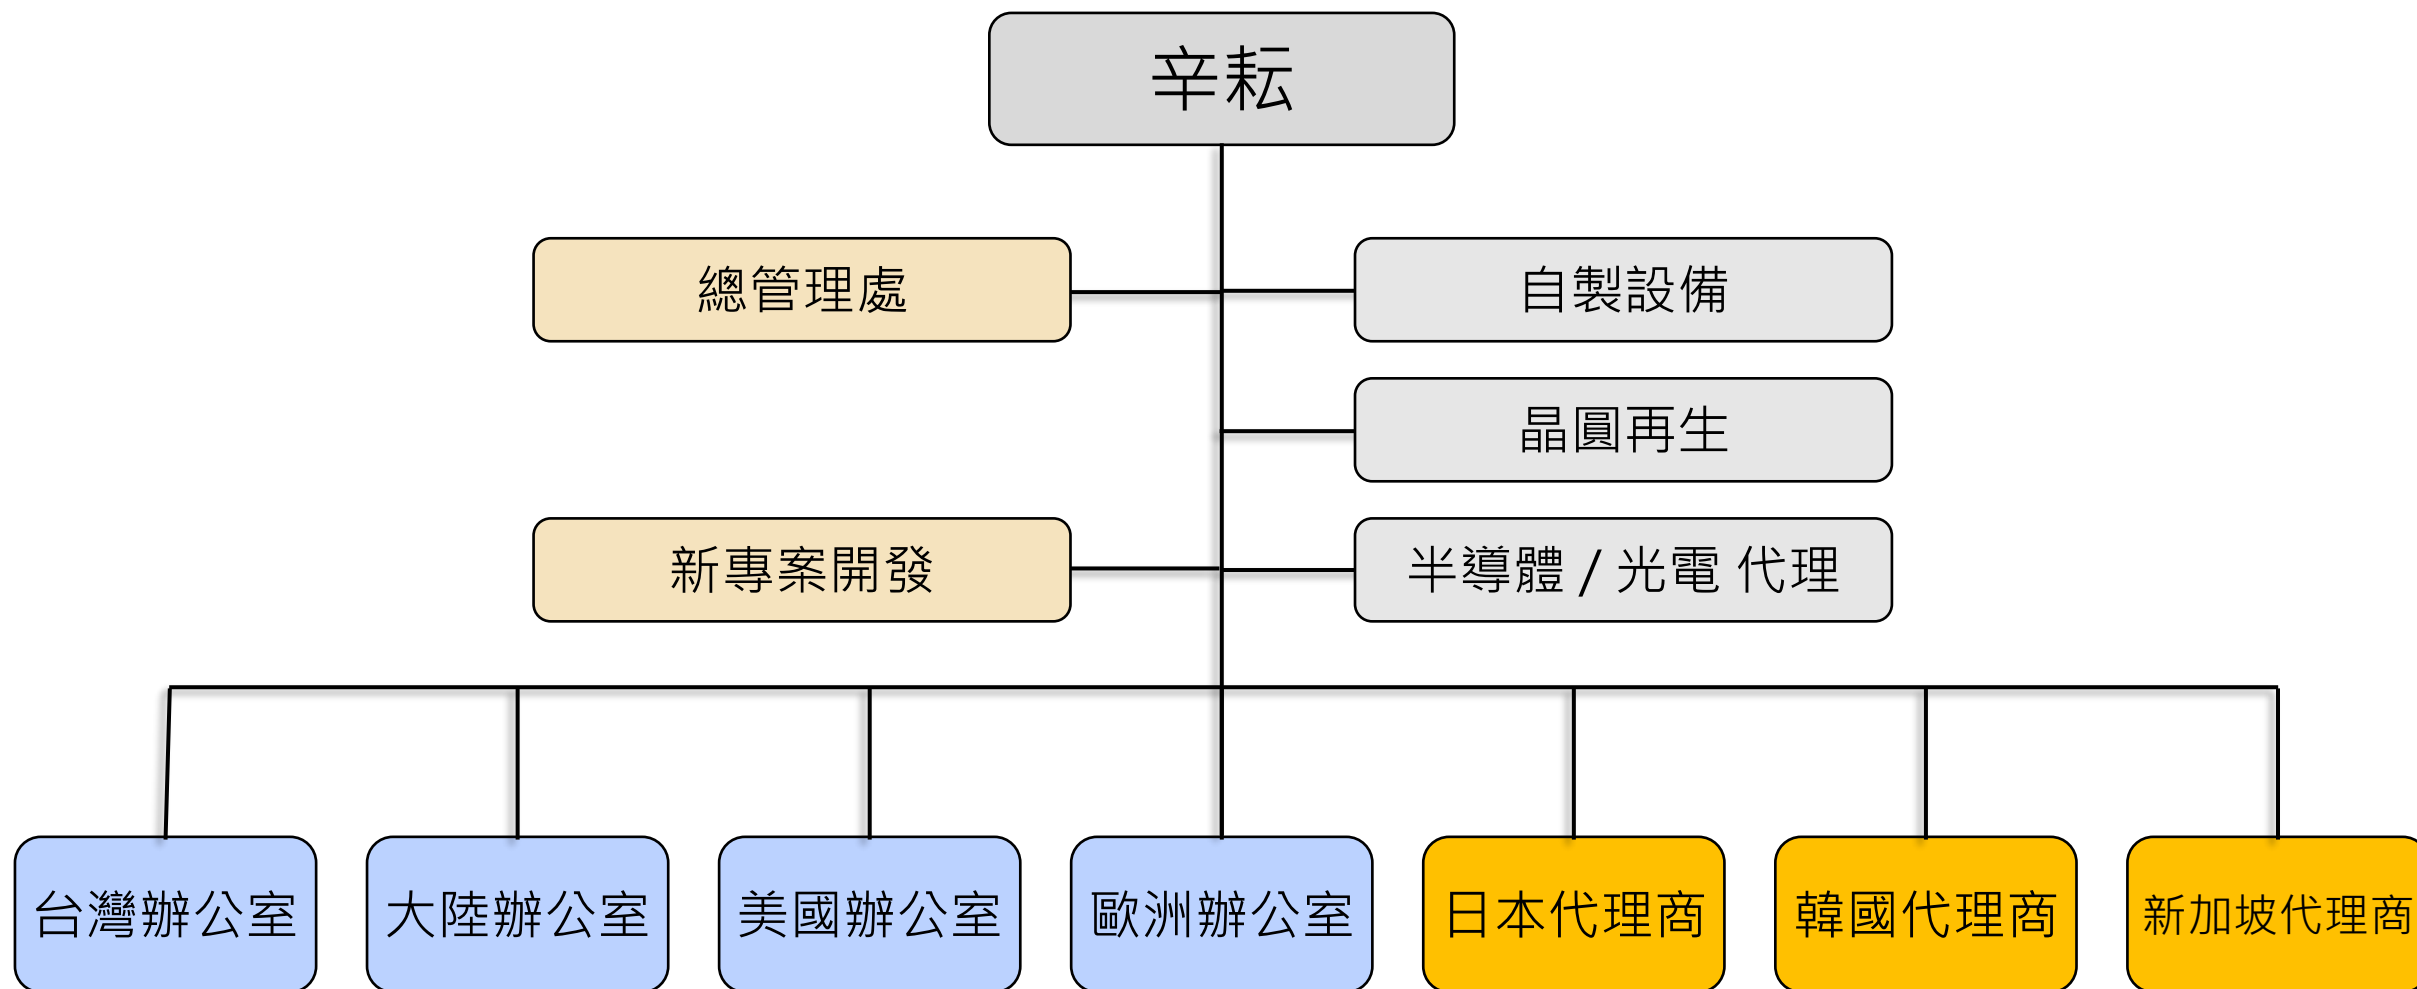 辛耘
總管理處
自製設備
晶圓再生
新專案開發
半導體 / 光電 代理
台灣辦公室
大陸辦公室
美國辦公室
歐洲辦公室
日本代理商
韓國代理商
新加坡代理商